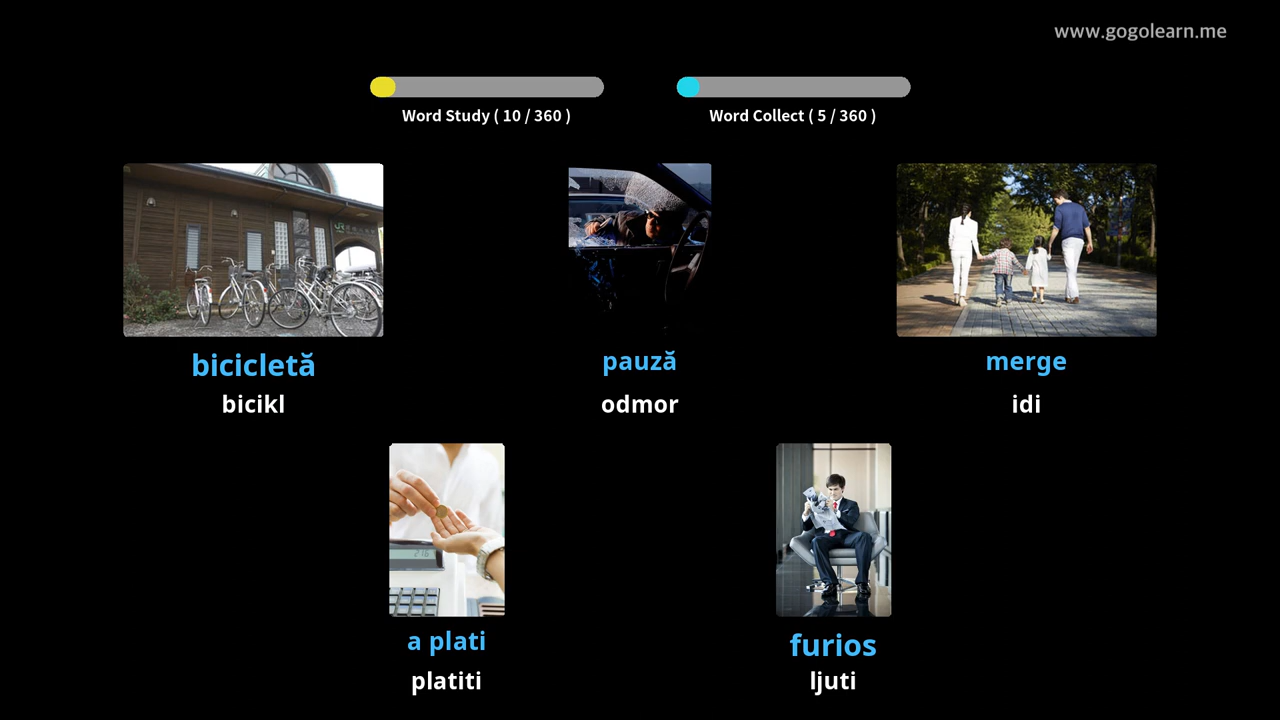 www.gogolearn.me
Word Study ( 10 / 360 )
Word Collect ( 5 / 360 )
bicicletă
bicikl
pauză
odmor
merge
idi
a plati
platiti
furios
ljuti